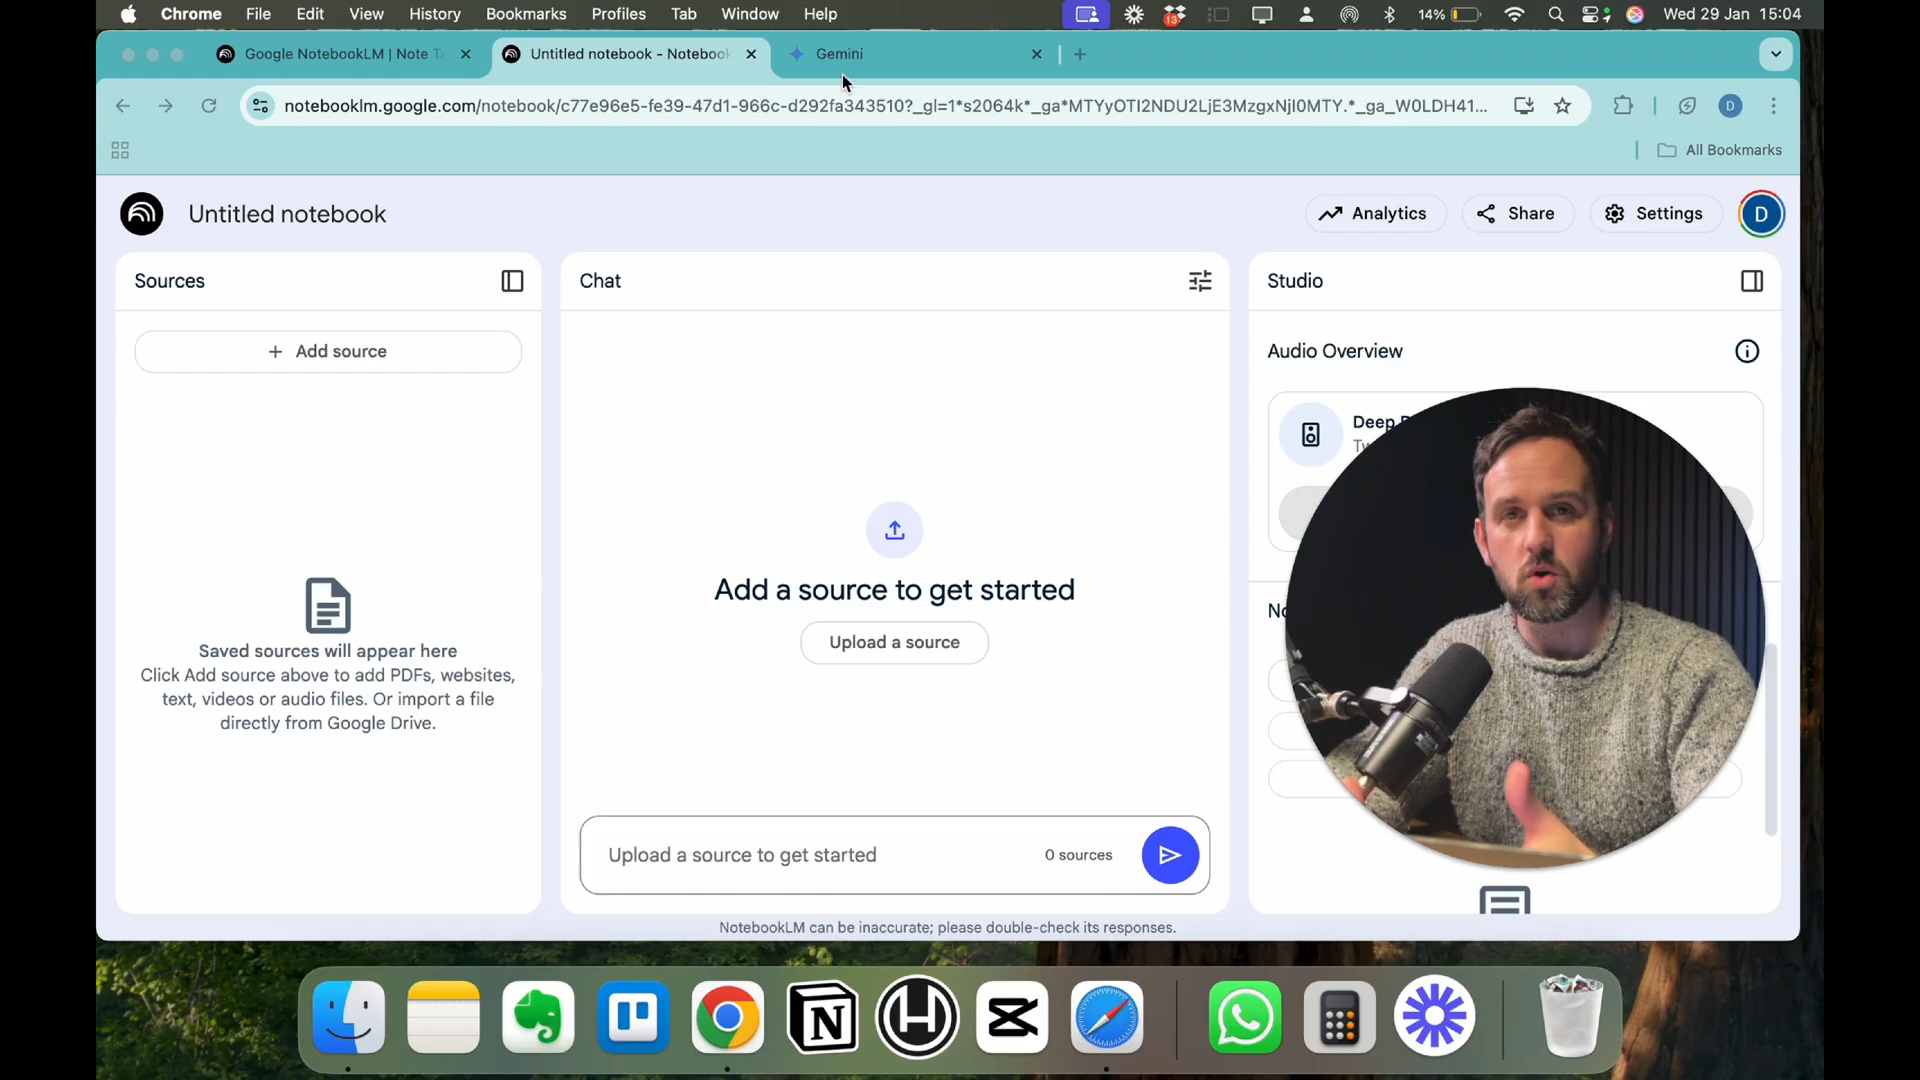 Chrome File Edit View History Bookmarks Profiles Tab Window Help
13
14%
Wed 29 Jan 15:04
Google NotebookLM | Note Ta
Untitled notebook - Notebook
Gemini
notebooklm.google.com/notebook/c77e96e5-fe39-47d1-966c-d292fa343510?_gl=1*s2064k*_ga*MTYyOTI2NDU2LjE3MzgxNjI0MTY.*_ga_W0LDH41...
D
All Bookmarks
Untitled notebook
Analytics
Share
Settings
D
Sources
Add source
Saved sources will appear here
Click Add source above to add PDFs, websites,
text, videos or audio files. Or import a file
directly from Google Drive.
Chat
Add a source to get started
Upload a source
Upload a source to get started
0 sources
NotebookLM can be inaccurate; please double-check its responses.
Studio
Audio Overview
Deep